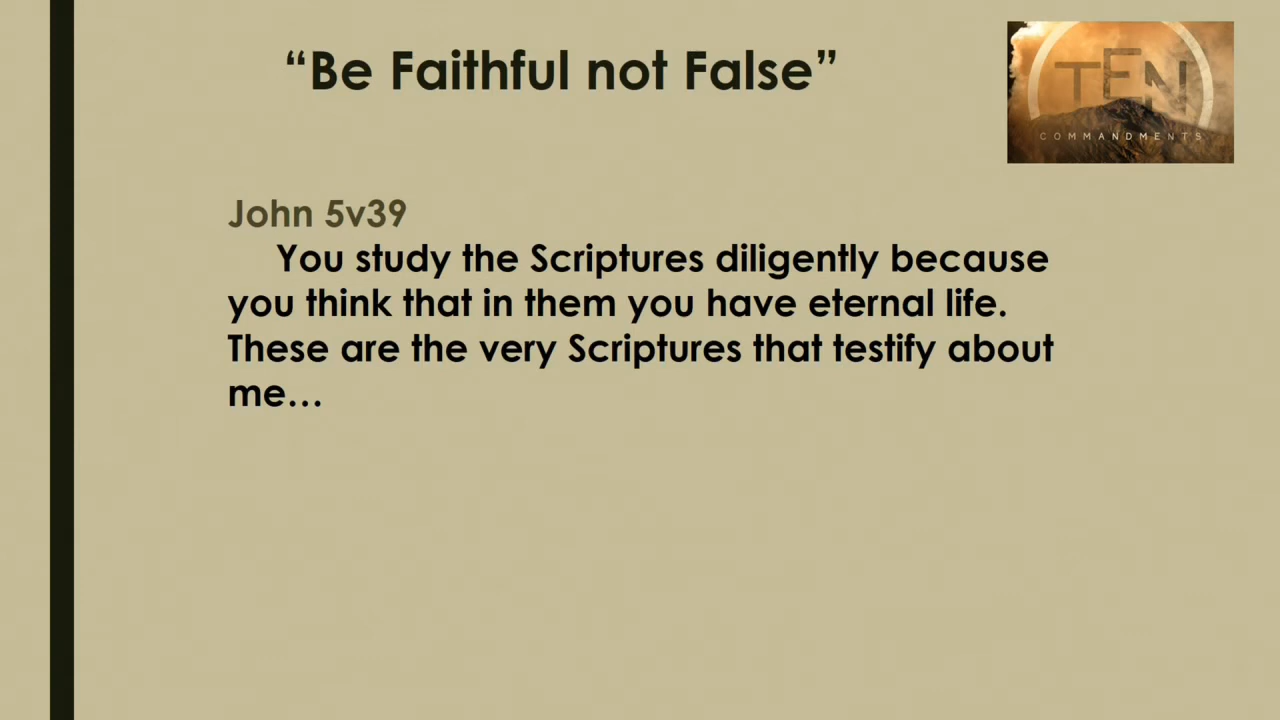 “Be Faithful not False”
TEN
COMMANDMENTS
John 5v39
You study the Scriptures diligently because
you think that in them you have eternal life.
These are the very Scriptures that testify about
me…